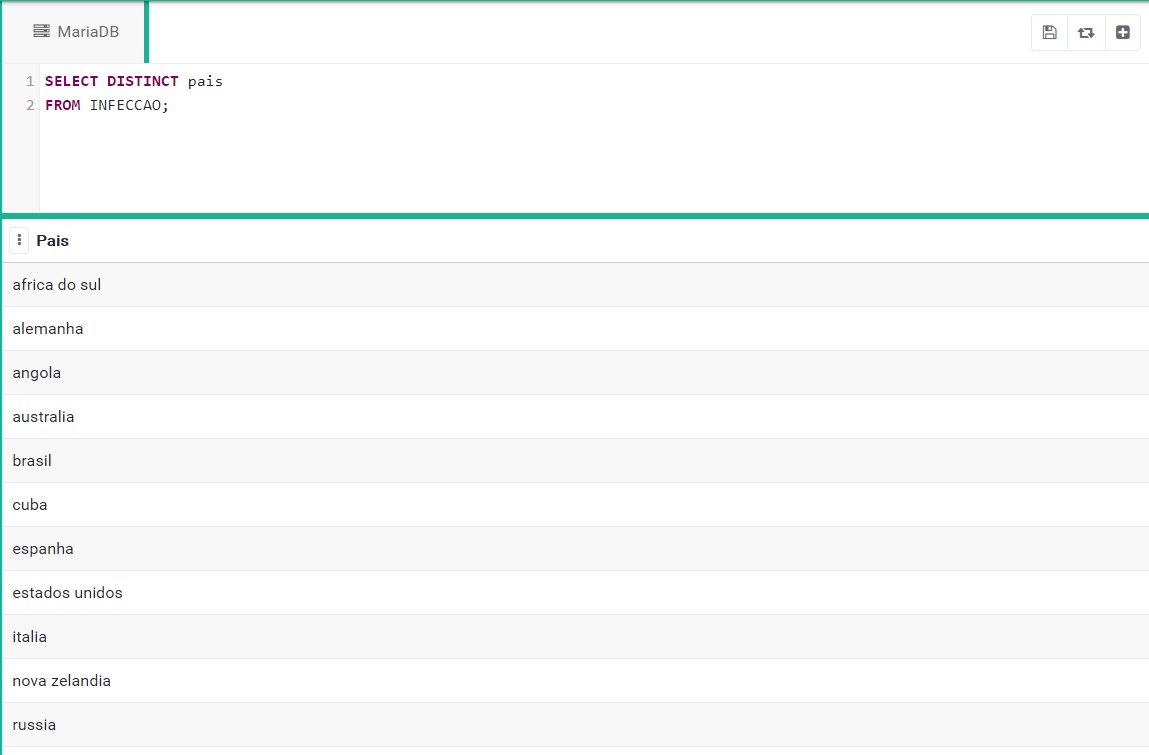 MariaDB
1 SELECT DISTINCT pais
2 FROM INFECCAO;
Pais
africa do sul
alemanha
angola
australia
brasil
cuba
espanha
estados unidos
italia
nova zelandia
russia